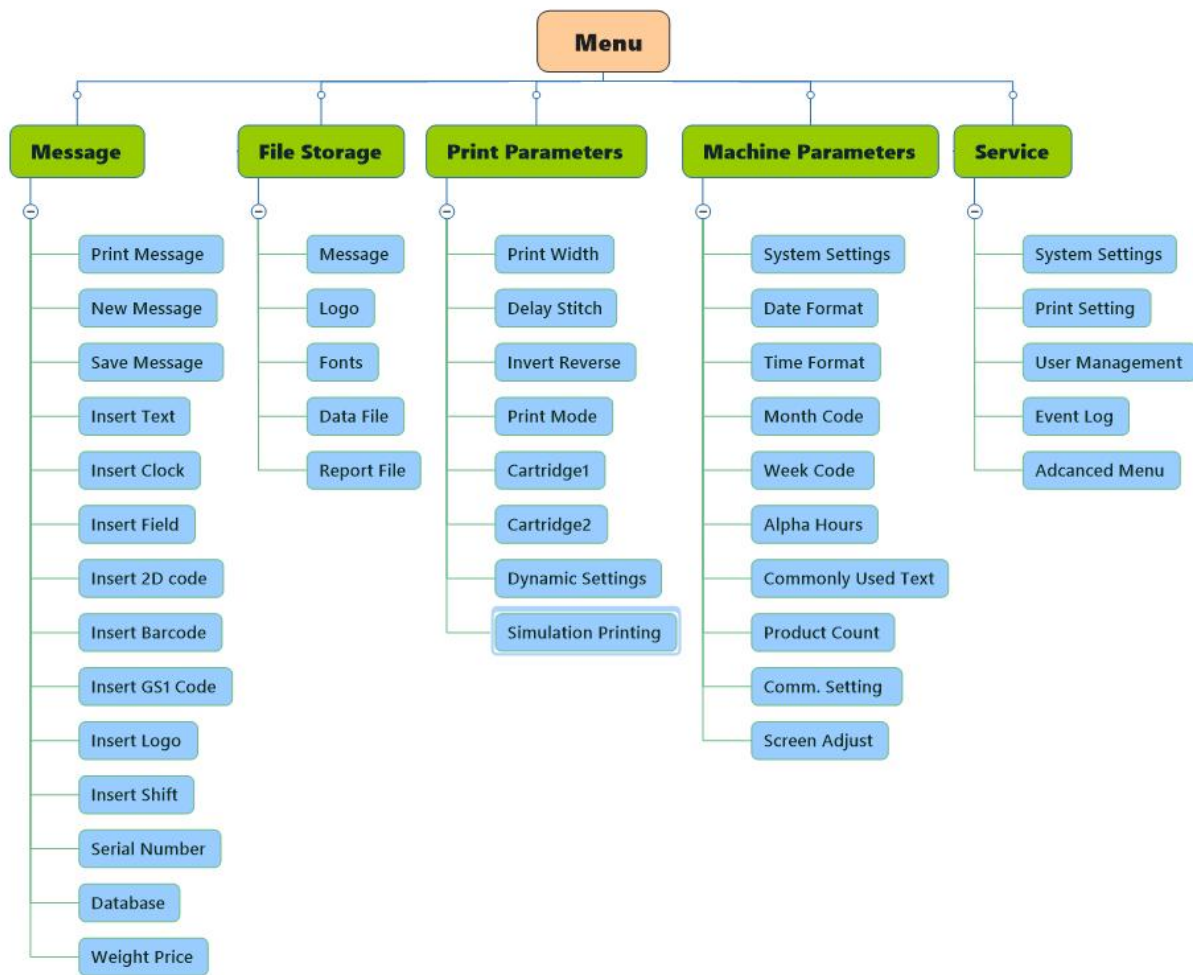 Menu
Message
Print Message
New Message
Save Message
Insert Text
Insert Clock
Insert Field
Insert 2D code
Insert Barcode
Insert GS1 Code
Insert Logo
Insert Shift
Serial Number
Database
Weight Price
File Storage
Message
Logo
Fonts
Data File
Report File
Print Parameters
Print Width
Delay Stitch
Invert Reverse
Print Mode
Cartridge1
Cartridge2
Dynamic Settings
Simulation Printing
Machine Parameters
System Settings
Date Format
Time Format
Month Code
Week Code
Alpha Hours
Commonly Used Text
Product Count
Comm. Setting
Screen Adjust
Service
System Settings
Print Setting
User Management
Event Log
Adcanced Menu